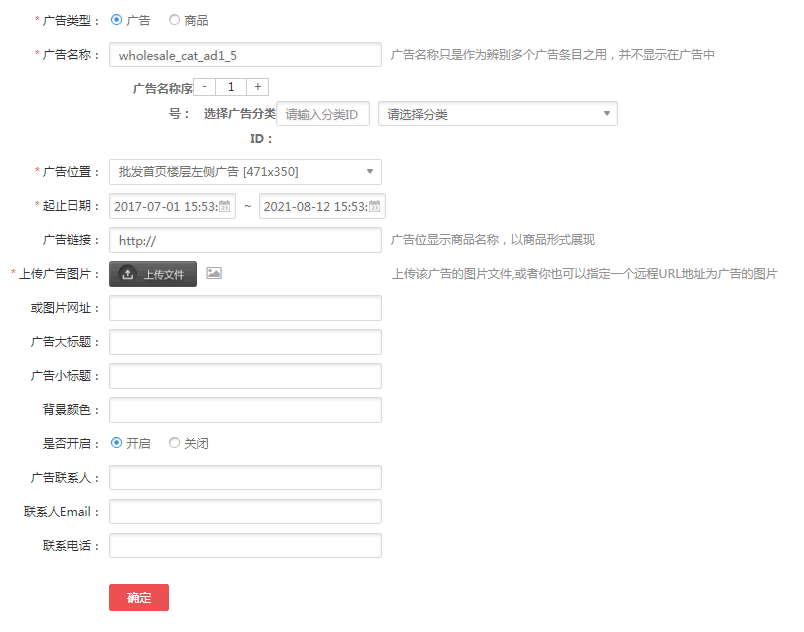 * 广告类型： 广告 商品
* 广告名称： wholesale_cat_ad1_5 广告名称只是作为辨别多个广告条目之用，并不显示在广告中
广告名称序 - 1 +
号： 选择广告分类 请输入分类ID 请选择分类
ID：
* 广告位置： 批发首页楼层左侧广告 [471x350]
* 起止日期： 2017-07-01 15:53: ~ 2021-08-12 15:53:
广告链接： http:// 广告位显示商品名称，以商品形式展现
* 上传广告图片： 上传文件 上传该广告的图片文件,或者你也可以指定一个远程URL地址为广告的图片
或图片网址：
广告大标题：
广告小标题：
背景颜色：
是否开启： 开启 关闭
广告联系人：
联系人Email：
联系电话：
确定